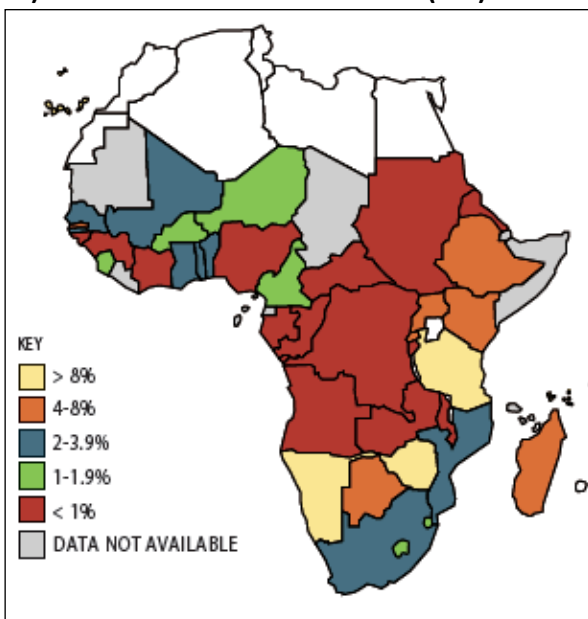 KEY
> 8%
4-8%
2-3.9%
1-1.9%
< 1%
DATA NOT AVAILABLE